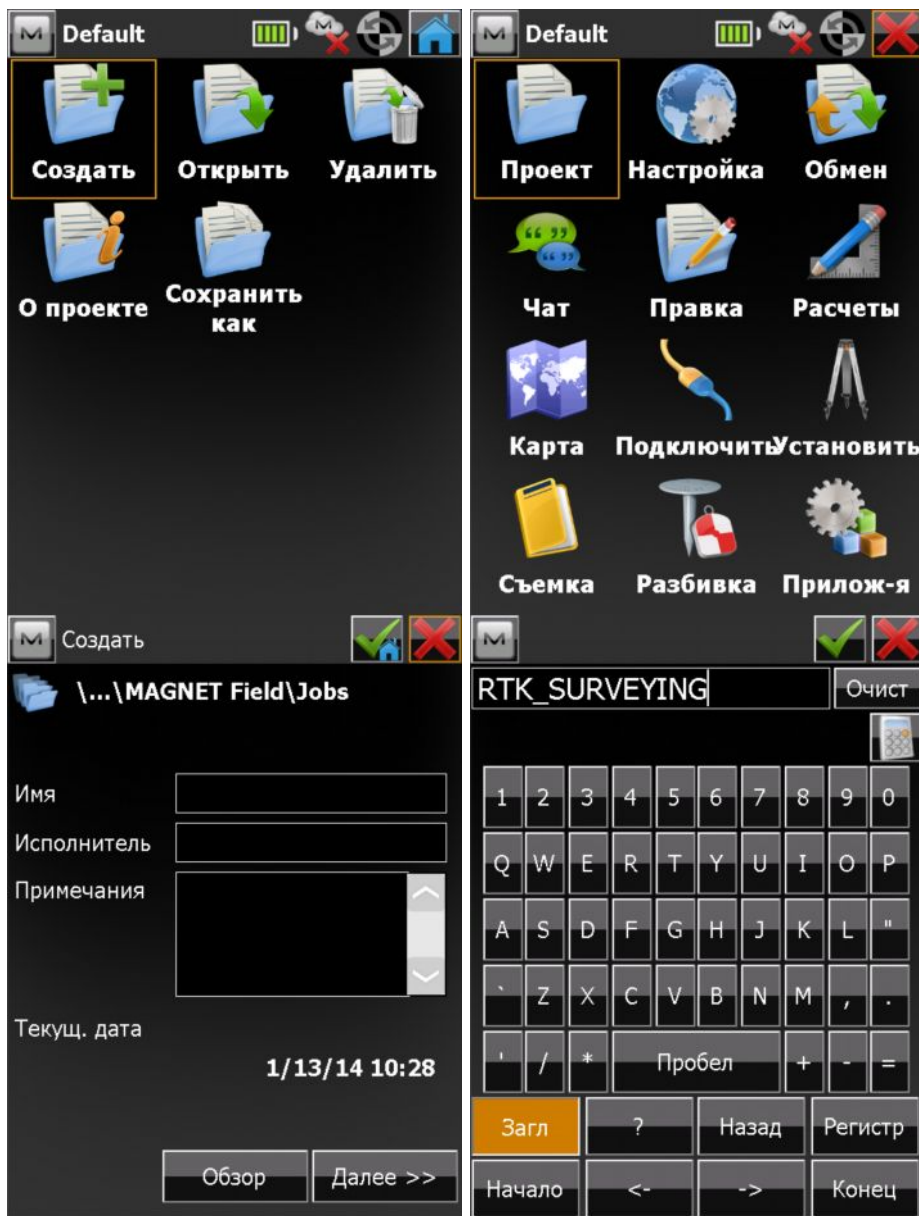 Default
Создать Открыть Удалить
О проекте Сохранить
как
Default
Проект Настройка Обмен
Чат Правка Расчеты
Карта Подключить Установить
Съемка Разбивка Прилож-я
Создать
\...\MAGNET Field\Jobs
Имя
Исполнитель
Примечания
Текущ. дата
1/13/14 10:28
Обзор Далее >>
RTK_SURVEYING Очист
1 2 3 4 5 6 7 8 9 0
Q W E R T Y U I O P
A S D F G H J K L "
` Z X C V B N M , .
' / * Пробел + - =
Загл ? Назад Регистр
Начало <- -> Конец